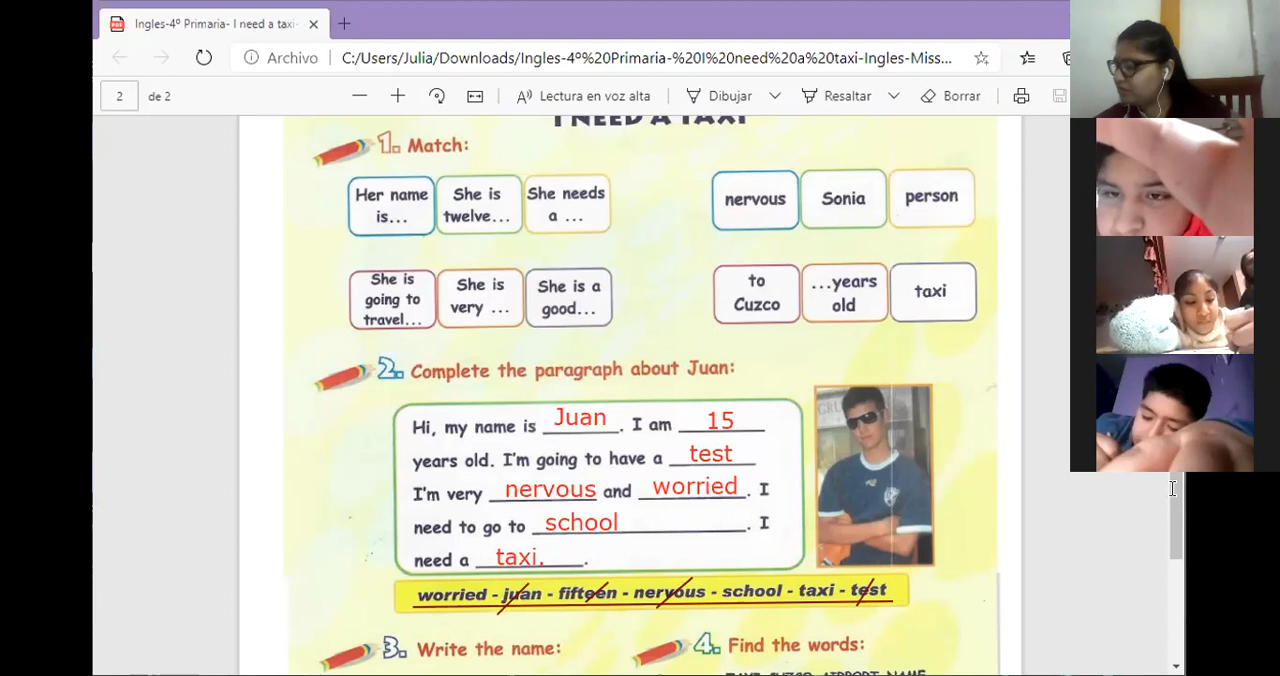 Ingles-4º Primaria- I need a taxi-
Archivo
C:/Users/Julia/Downloads/Ingles-4º%20Primaria-%20I%20need%20a%20taxi-Ingles-Miss...
2 de 2
Lectura en voz alta
Dibujar
Resaltar
Borrar
I NEED A TAXI
1. Match:
Her name is...
She is twelve...
She needs a ...
nervous
Sonia
person
She is going to travel...
She is very ...
She is a good...
to Cuzco
...years old
taxi
2. Complete the paragraph about Juan:
Hi, my name is Juan. I am 15
years old. I'm going to have a test
I'm very nervous and worried. I
need to go to school. I
need a taxi..
worried - juan - fifteen - nervous - school - taxi - test
3. Write the name:
4. Find the words: